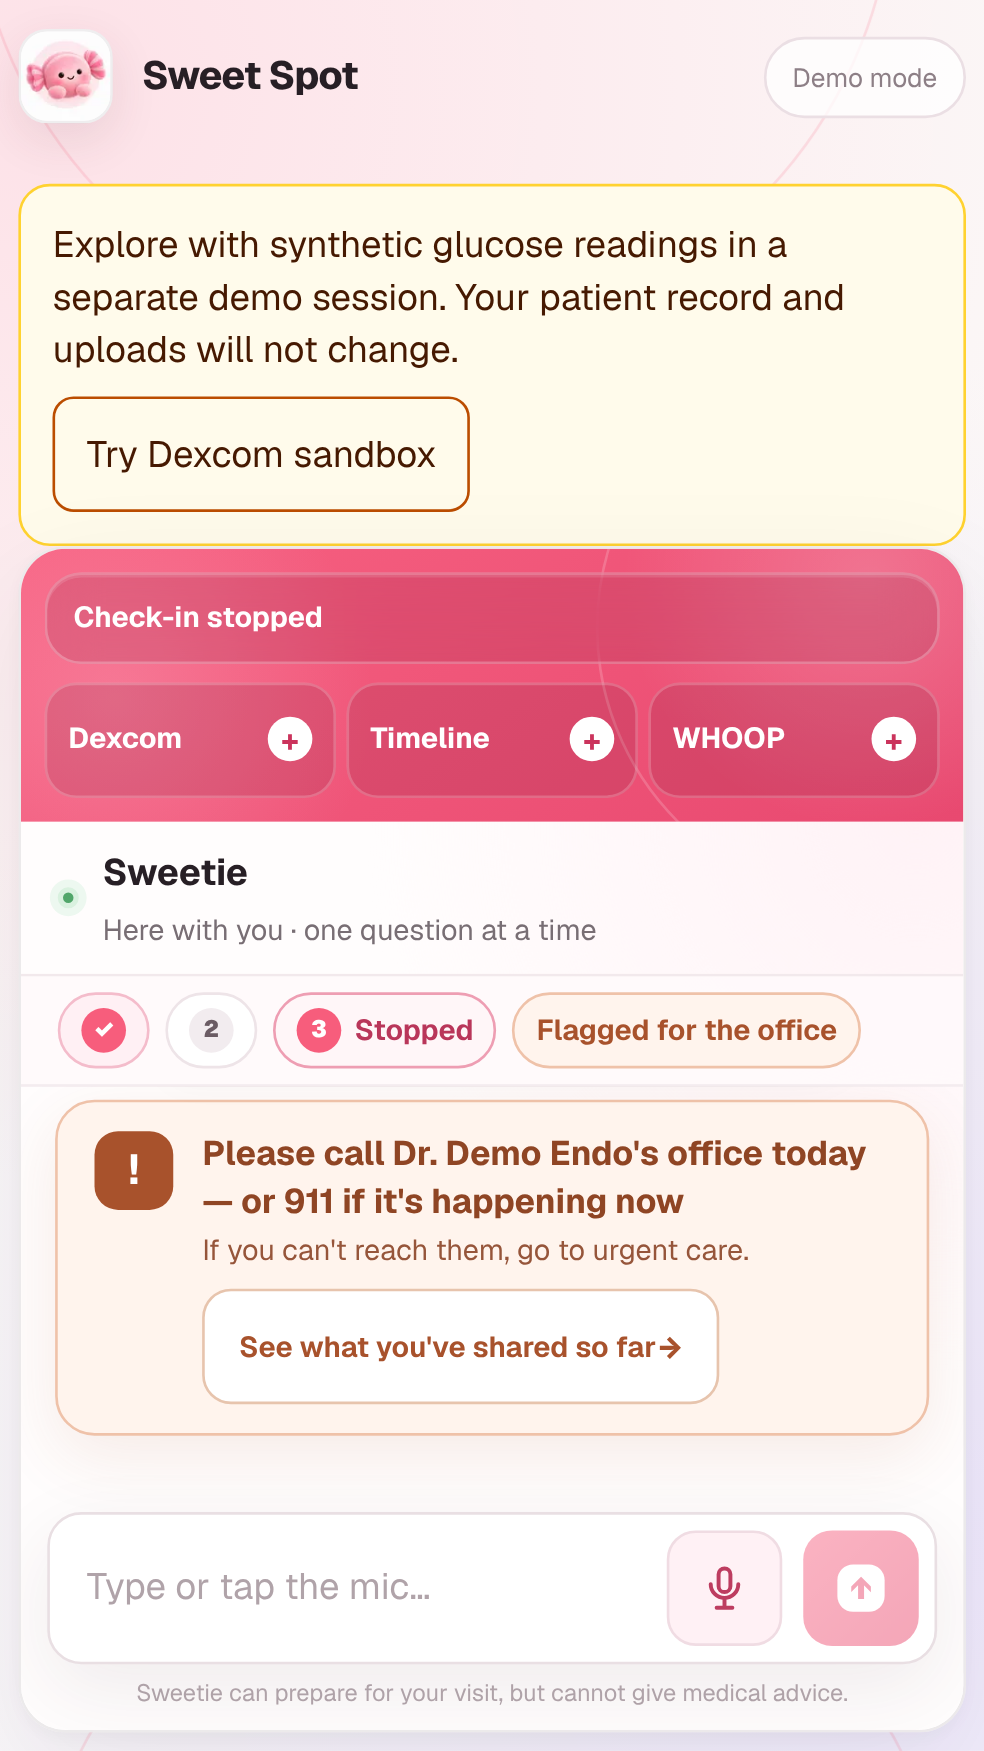 Sweet Spot
Demo mode
Explore with synthetic glucose readings in a
separate demo session. Your patient record and
uploads will not change.
Try Dexcom sandbox
Check-in stopped
Dexcom +
Timeline +
WHOOP +
Sweetie
Here with you · one question at a time
✓ 2 3 Stopped Flagged for the office
!
Please call Dr. Demo Endo's office today
— or 911 if it's happening now
If you can't reach them, go to urgent care.
See what you've shared so far→
Type or tap the mic...
Sweetie can prepare for your visit, but cannot give medical advice.